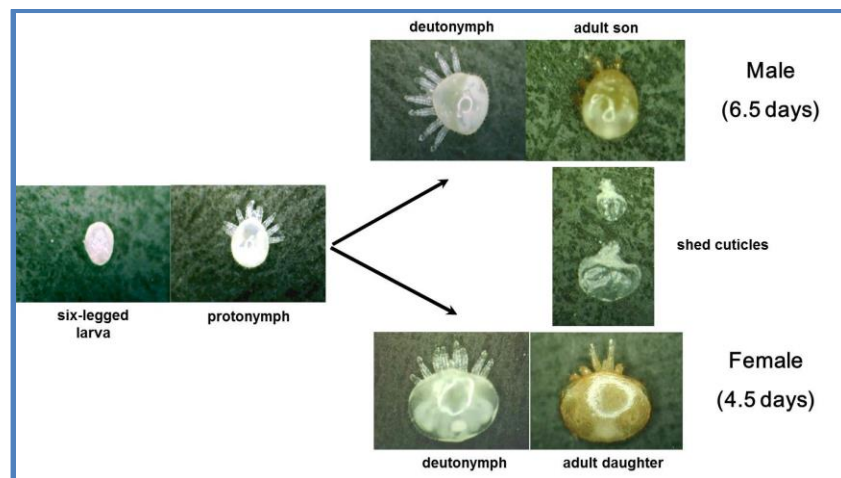 deutonymph
adult son
Male
(6.5 days)
shed cuticles
six-legged
larva
protonymph
Female
(4.5 days)
deutonymph
adult daughter